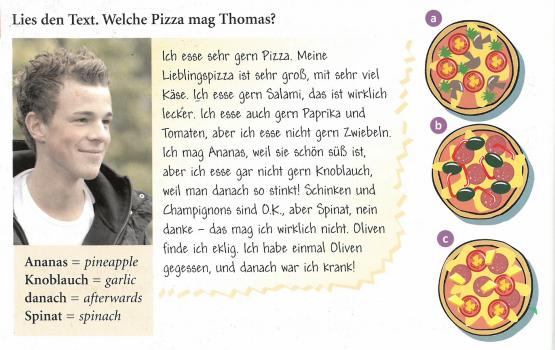 Lies den Text. Welche Pizza mag Thomas?
Ich esse sehr gern Pizza. Meine
Lieblingspizza ist sehr groß, mit sehr viel
Käse. Ich esse gern Salami, das ist wirklich
lecker. Ich esse auch gern Paprika und
Tomaten, aber ich esse nicht gern Zwiebeln.
Ich mag Ananas, weil sie schön süß ist,
aber ich esse gar nicht gern Knoblauch,
weil man danach so stinkt! Schinken und
Champignons sind O.K., aber Spinat, nein
danke – das mag ich wirklich nicht. Oliven
finde ich eklig. Ich habe einmal Oliven
gegessen, und danach war ich krank!
Ananas = pineapple
Knoblauch = garlic
danach = afterwards
Spinat = spinach
a
b
c